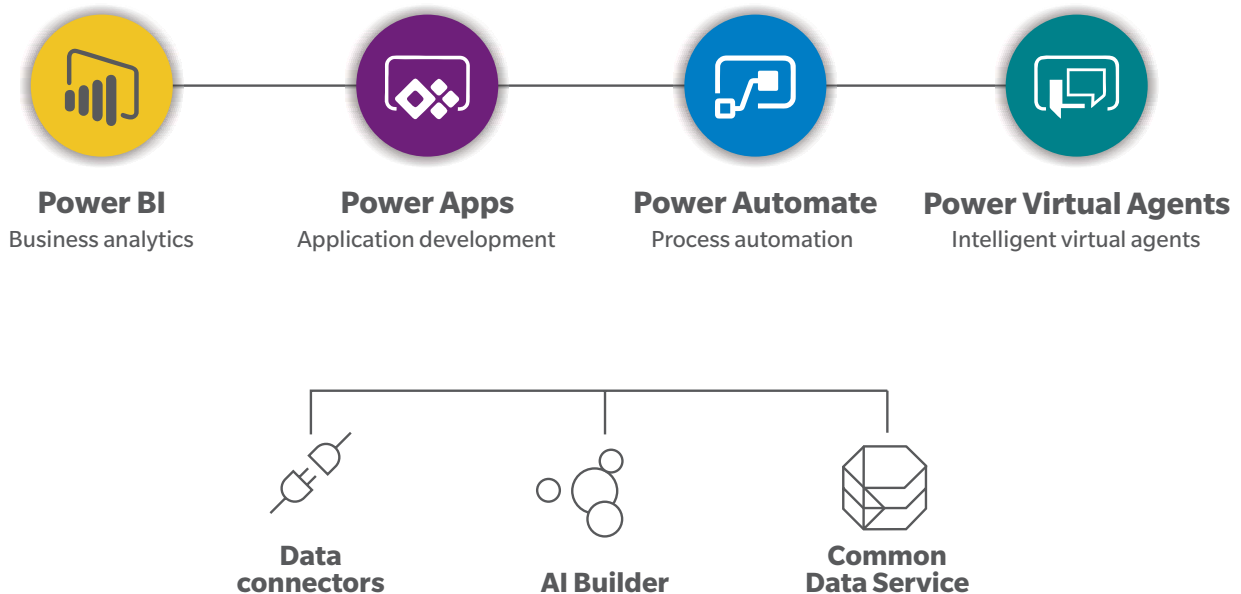 Power BI
Business analytics
Power Apps
Application development
Power Automate
Process automation
Power Virtual Agents
Intelligent virtual agents
Data
connectors
AI Builder
Common
Data Service